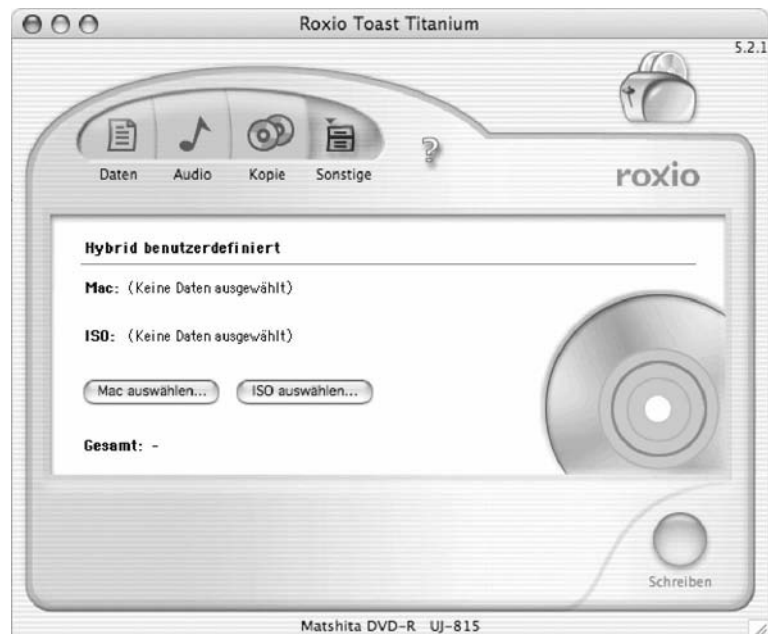 Roxio Toast Titanium
5.2.1
Daten Audio Kopie Sonstige
?
roxio
Hybrid benutzerdefiniert
Mac: (Keine Daten ausgewählt)
ISO: (Keine Daten ausgewählt)
Mac auswählen... ISO auswählen...
Gesamt: -
Schreiben
Matshita DVD-R UJ-815